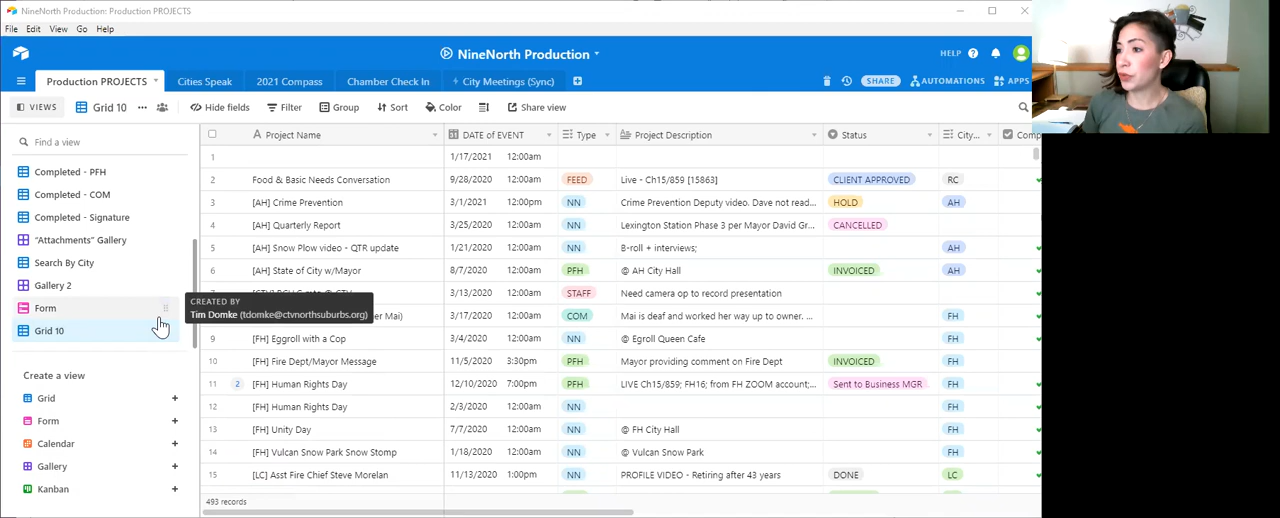 NineNorth Production: Production PROJECTS
File Edit View Go Help
NineNorth Production
HELP
Production PROJECTS Cities Speak 2021 Compass Chamber Check In City Meetings (Sync) SHARE AUTOMATIONS APPS
VIEWS Grid 10 Hide fields Filter Group Sort Color Share view
Find a view
Completed - PFH
Completed - COM
Completed - Signature
“Attachments” Gallery
Search By City
Gallery 2
Form
Grid 10
CREATED BY
Tim Domke (tdomke@ctvnorthsuburbs.org)
Create a view
Grid
Form
Calendar
Gallery
Kanban
Project Name DATE of EVENT Type Project Description Status City... Comp
1 1/17/2021 12:00am
2 Food & Basic Needs Conversation 9/28/2020 12:00am FEED Live - Ch15/859 [15863] CLIENT APPROVED RC
3 [AH] Crime Prevention 3/1/2021 12:00pm NN Crime Prevention Deputy video. Dave not read... HOLD AH
4 [AH] Quarterly Report 3/25/2020 12:00am NN Lexington Station Phase 3 per Mayor David Gr... CANCELLED
5 [AH] Snow Plow video - QTR update 1/21/2020 12:00am NN B-roll + interviews; AH
6 [AH] State of City w/Mayor 8/7/2020 12:00am PFH @ AH City Hall INVOICED AH
3/13/2020 12:00am STAFF Need camera op to record presentation
er Mai) 3/13/2020 12:00am COM Mai is deaf and worked her way up to owner. ... FH
9 [FH] Eggroll with a Cop 3/4/2020 12:00am NN @ Egroll Queen Cafe FH
10 [FH] Fire Dept/Mayor Message 11/5/2020 3:30pm PFH Mayor providing comment on Fire Dept INVOICED FH
11 2 [FH] Human Rights Day 12/10/2020 7:00pm PFH LIVE Ch15/859; FH16; from FH ZOOM account;... Sent to Business MGR FH
12 [FH] Human Rights Day 2/3/2020 12:00am NN FH
13 [FH] Unity Day 7/7/2020 12:00am NN @ FH City Hall FH
14 [FH] Vulcan Snow Park Snow Stomp 1/18/2020 12:00am NN @ Vulcan Snow Park FH
15 [LC] Asst Fire Chief Steve Morelan 11/13/2020 1:00pm NN PROFILE VIDEO - Retiring after 43 years DONE LC
493 records